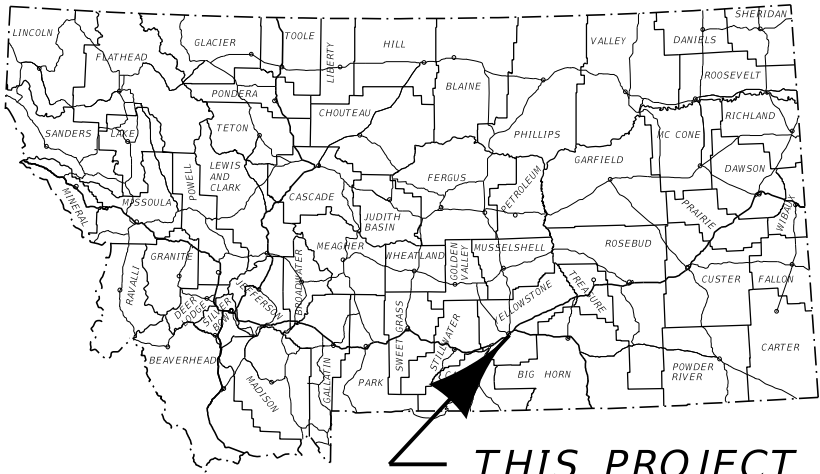 SHERIDAN
LINCOLN
GLACIER
TOOLE
LIBERTY
HILL
VALLEY
DANIELS
FLATHEAD
BLAINE
ROOSEVELT
PONDERA
CHOUTEAU
PHILLIPS
RICHLAND
SANDERS
LAKE
TETON
MC CONE
GARFIELD
DAWSON
LEWIS
AND
CLARK
POWELL
FERGUS
PETROLEUM
MINERAL
MISSOULA
CASCADE
JUDITH
BASIN
PRAIRIE
WIBAUX
MEAGHER
WHEATLAND
GOLDEN
VALLEY
MUSSELSHELL
ROSEBUD
GRANITE
RAVALLI
BROADWATER
JEFFERSON
TREASURE
CUSTER
FALLON
DEER
LODGE
SILVER
BOW
YELLOWSTONE
SWEET GRASS
STILLWATER
BEAVERHEAD
MADISON
GALLATIN
PARK
BIG HORN
POWDER
RIVER
CARTER
THIS PROJECT